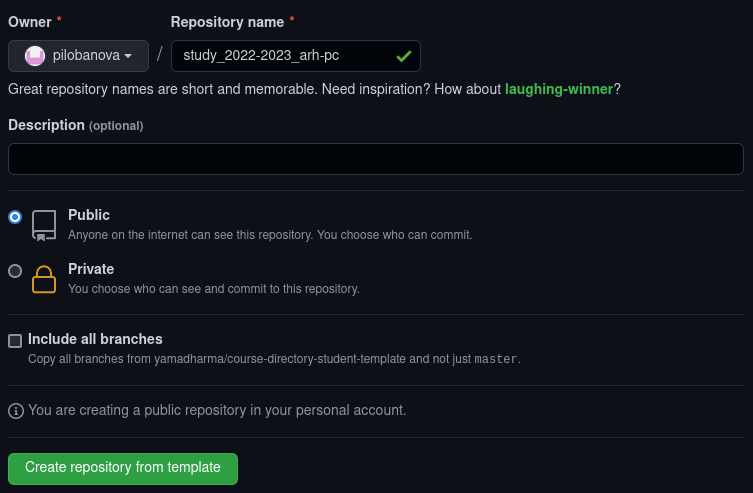 Owner * Repository name *
pilobanova / study_2022-2023_arh-pc
Great repository names are short and memorable. Need inspiration? How about laughing-winner?
Description (optional)
Public
Anyone on the internet can see this repository. You choose who can commit.
Private
You choose who can see and commit to this repository.
Include all branches
Copy all branches from yamadharma/course-directory-student-template and not just master.
You are creating a public repository in your personal account.
Create repository from template